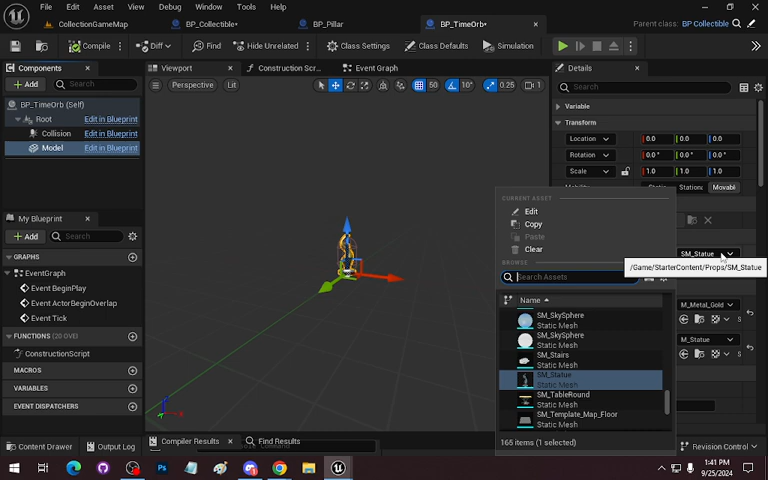 File Edit Asset View Debug Window Tools Help
CollectionGameMap BP_Collectible* BP_Pillar BP_TimeOrb* Parent class: BP Collectible
Compile Diff Find Hide Unrelated Class Settings Class Defaults Simulation
Components Viewport Construction Scr... Event Graph Details
Add Search Perspective Lit 50 10° 0.25 1 Search
BP_TimeOrb (Self) Variable
Root Edit in Blueprint Transform
Collision Edit in Blueprint Location 0.0 0.0 0.0
Model Edit in Blueprint Rotation 0.0 ° 0.0 ° 0.0 °
Scale 1.0 1.0 1.0
Static Station Movabl
CURRENT ASSET
Edit
My Blueprint
Copy
Add Search
Paste
Clear SM_Statue
GRAPHS
BROWSE /Game/StarterContent/Props/SM_Statue
EventGraph Search Assets
Event BeginPlay
Name
Event ActorBeginOverlap M_Metal_Gold
Event Tick SM_SkySphere
Static Mesh
FUNCTIONS (20 OVE) SM_SkySphere
Static Mesh M_Statue
ConstructionScript SM_Stairs
Static Mesh
MACROS SM_Statue
Static Mesh
VARIABLES SM_TableRound
Static Mesh
EVENT DISPATCHERS SM_Template_Map_Floor
Static Mesh
Content Drawer Output Log Compiler Results Find Results 165 items (1 selected) Revision Control
1:41 PM
9/25/2024